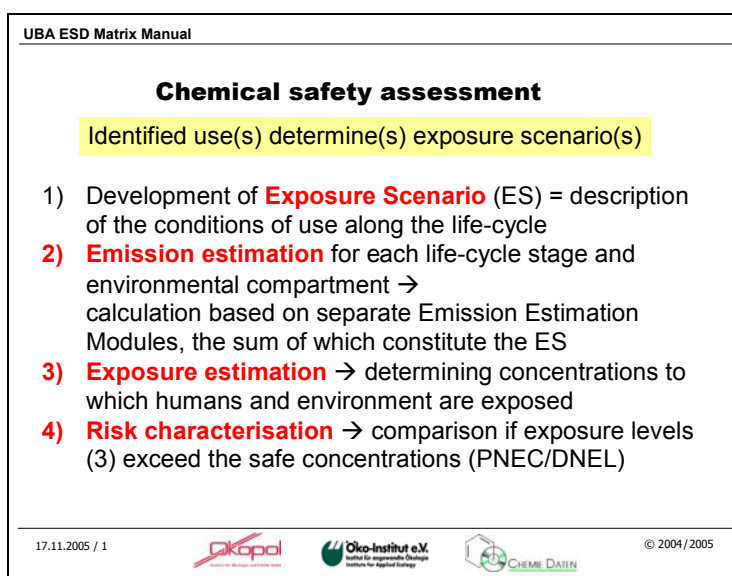 UBA ESD Matrix Manual
Chemical safety assessment
Identified use(s) determine(s) exposure scenario(s)
1) Development of Exposure Scenario (ES) = description
of the conditions of use along the life-cycle
2) Emission estimation for each life-cycle stage and
environmental compartment →
calculation based on separate Emission Estimation
Modules, the sum of which constitute the ES
3) Exposure estimation → determining concentrations to
which humans and environment are exposed
4) Risk characterisation → comparison if exposure levels
(3) exceed the safe concentrations (PNEC/DNEL)
17.11.2005 / 1
Ökopol
Öko-Institut e.V.
Institut für angewandte Ökologie
Institute for Applied Ecology
CHEMIE DATEN
© 2004/2005